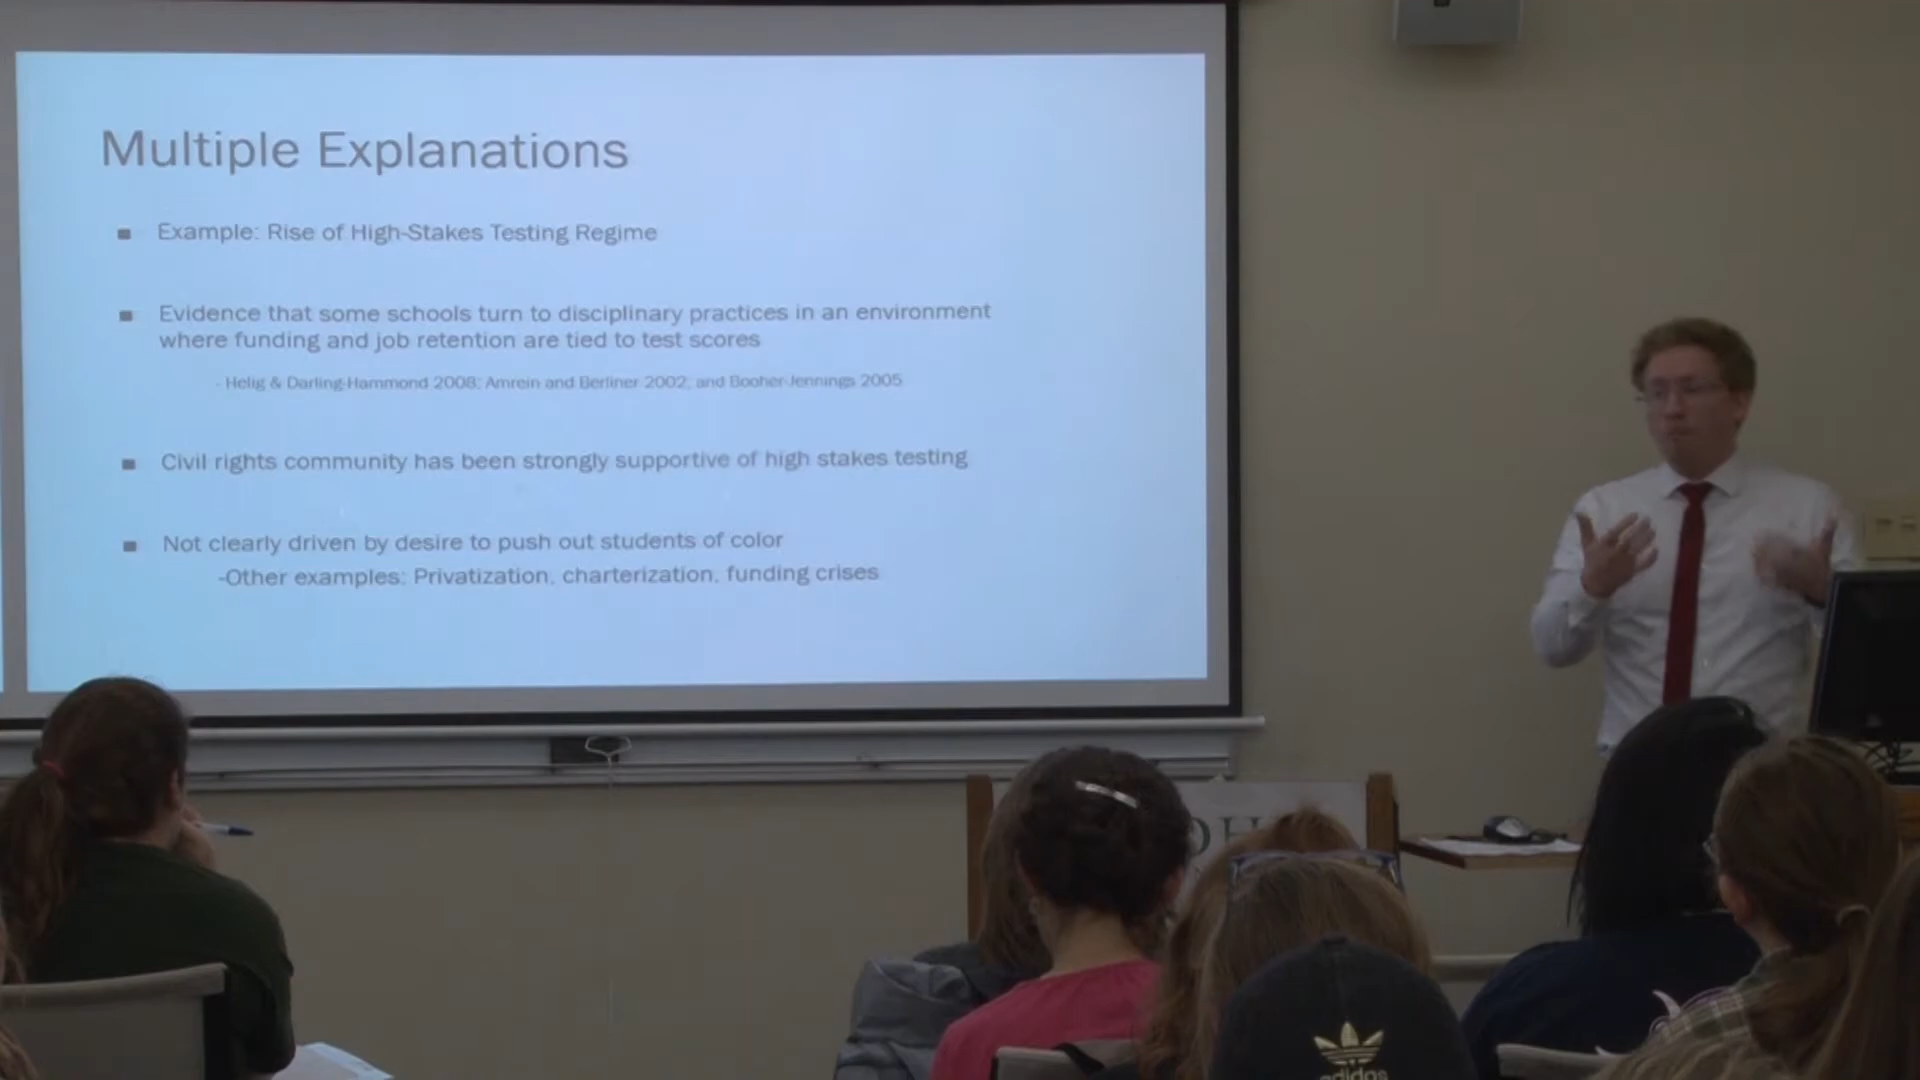 Multiple Explanations
Example: Rise of High-Stakes Testing Regime
Evidence that some schools turn to disciplinary practices in an environment
where funding and job retention are tied to test scores
- Helig & Darling-Hammond 2008; Amrein and Berliner 2002; and Booher-Jennings 2005
Civil rights community has been strongly supportive of high stakes testing
Not clearly driven by desire to push out students of color
-Other examples: Privatization, charterization, funding crises
adidas